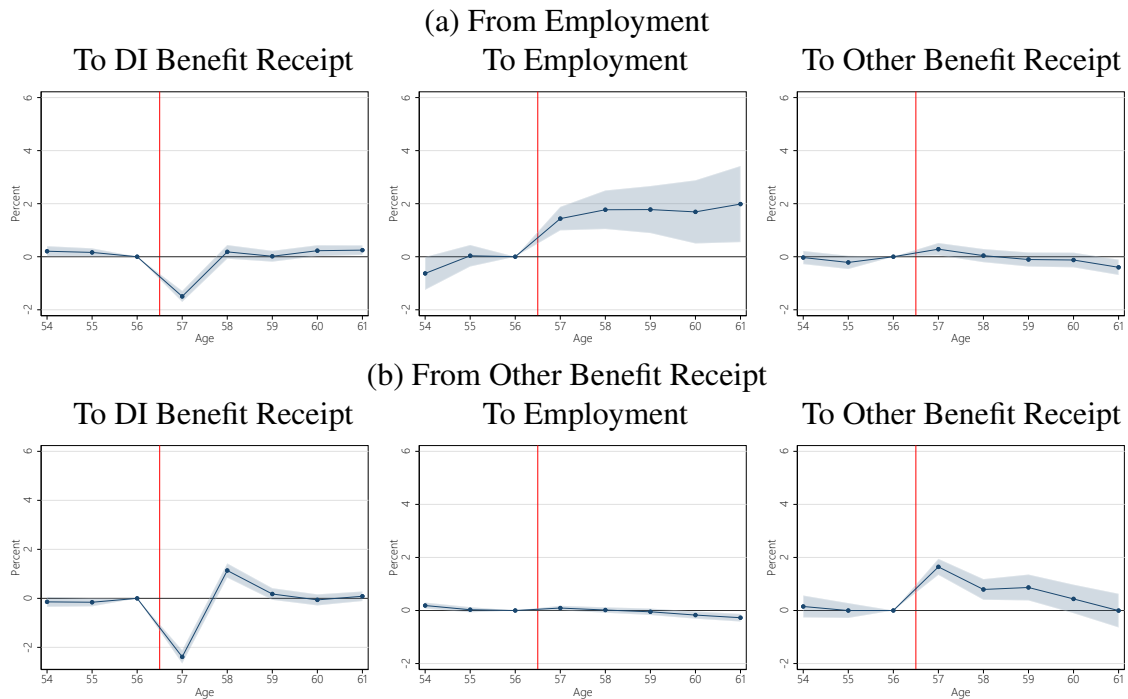 (a) From Employment
To DI Benefit Receipt
To Employment
To Other Benefit Receipt
Percent
6
4
2
0
-2
54 55 56 57 58 59 60 61
Age
Percent
6
4
2
0
-2
54 55 56 57 58 59 60 61
Age
Percent
6
4
2
0
-2
54 55 56 57 58 59 60 61
Age
(b) From Other Benefit Receipt
To DI Benefit Receipt
To Employment
To Other Benefit Receipt
Percent
6
4
2
0
-2
54 55 56 57 58 59 60 61
Age
Percent
6
4
2
0
-2
54 55 56 57 58 59 60 61
Age
Percent
6
4
2
0
-2
54 55 56 57 58 59 60 61
Age